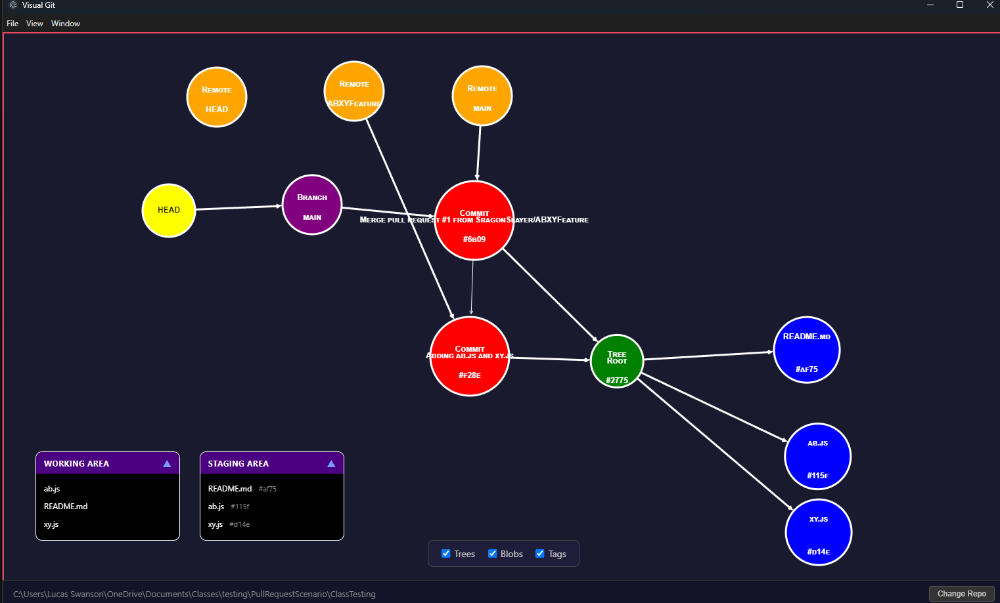 Visual Git
File View Window
Remote
HEAD
Remote
ABXYFeature
Remote
main
HEAD
Branch
main
Commit
Merge pull request #1 from SragonSlayer/ABXYFeature
#6b09
Commit
Adding ab.js and xy.js
#f28e
Tree
Root
#2775
README.md
#af75
ab.js
#115f
xy.js
#d14e
WORKING AREA
ab.js
README.md
xy.js
STAGING AREA
README.md #af75
ab.js #115f
xy.js #d14e
Trees Blobs Tags
C:\Users\Lucas Swanson\OneDrive\Documents\Classes\testing\PullRequestScenario\ClassTesting
Change Repo